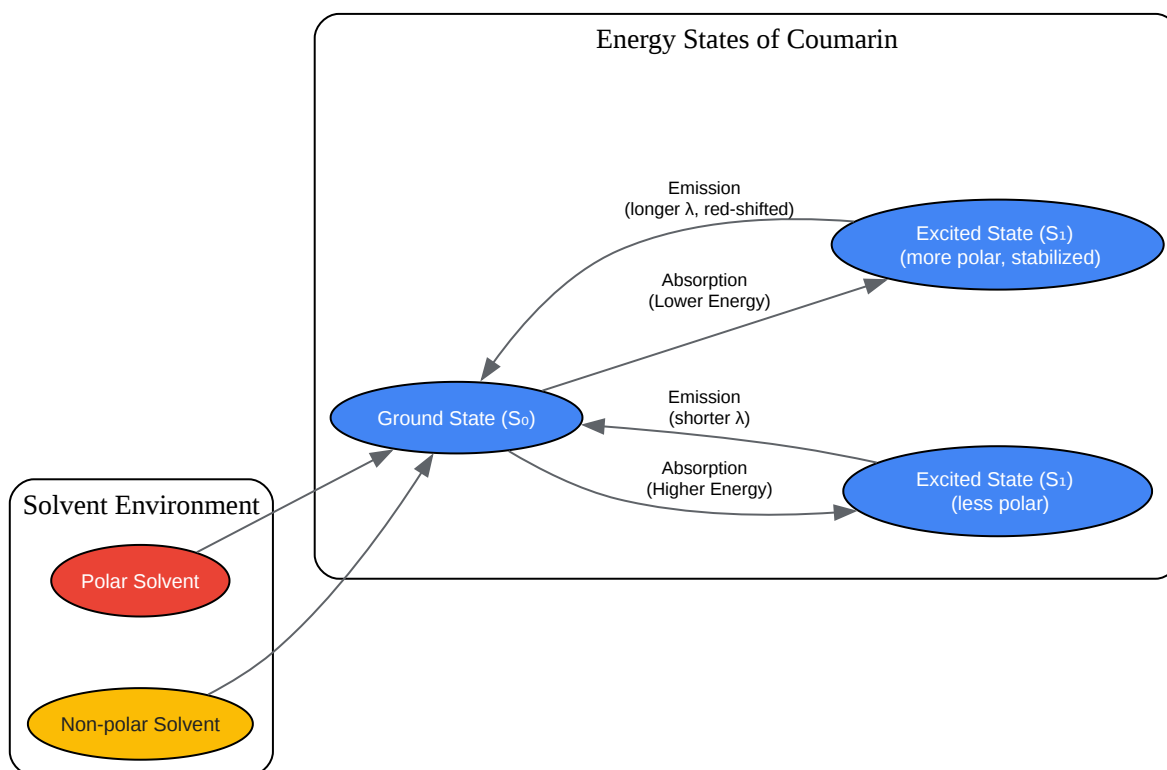 Energy States of Coumarin
Emission
(longer λ, red-shifted)
Excited State (S₁)
(more polar, stabilized)
Absorption
(Lower Energy)
Ground State (S₀)
Emission
(shorter λ)
Absorption
(Higher Energy)
Excited State (S₁)
(less polar)
Solvent Environment
Polar Solvent
Non-polar Solvent